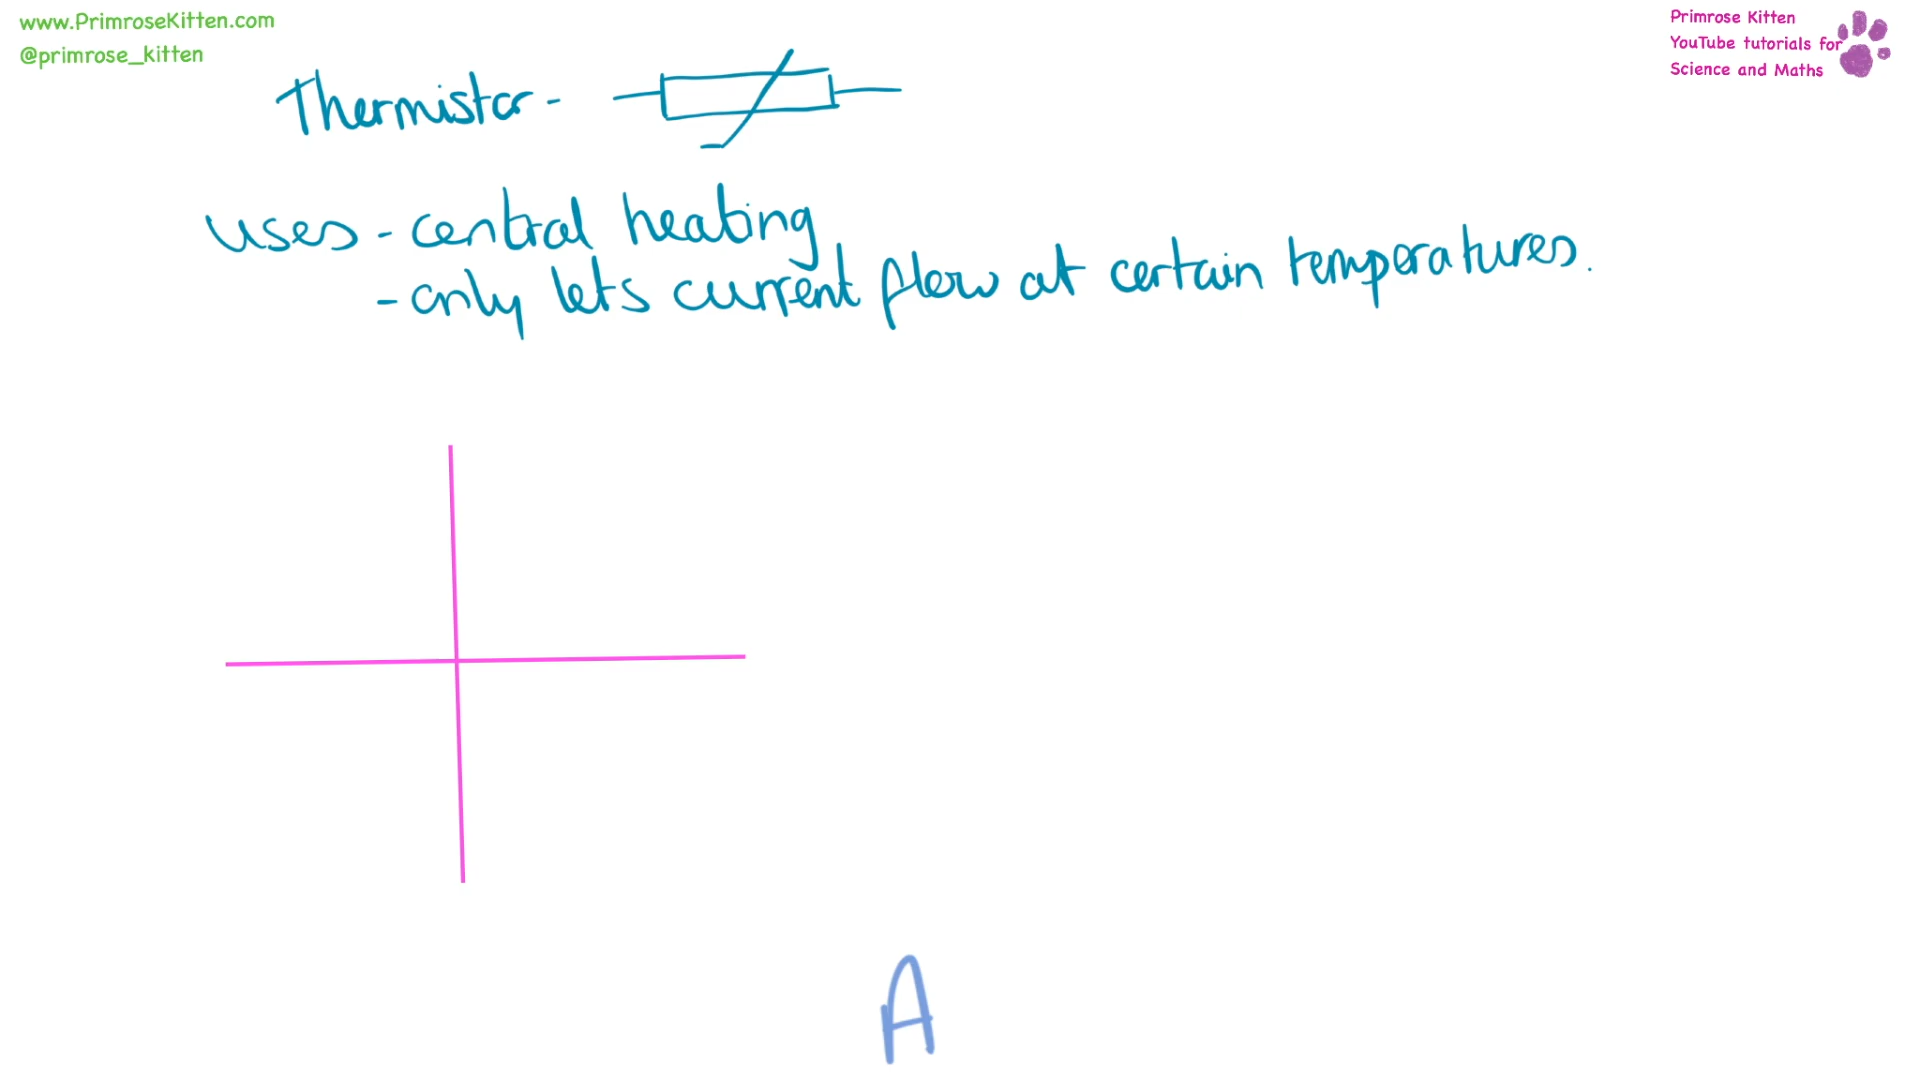 www.PrimroseKitten.com
@primrose_kitten
Primrose Kitten
YouTube tutorials for
Science and Maths
Thermistor -
uses - central heating
- only lets current flow at certain temperatures.
A